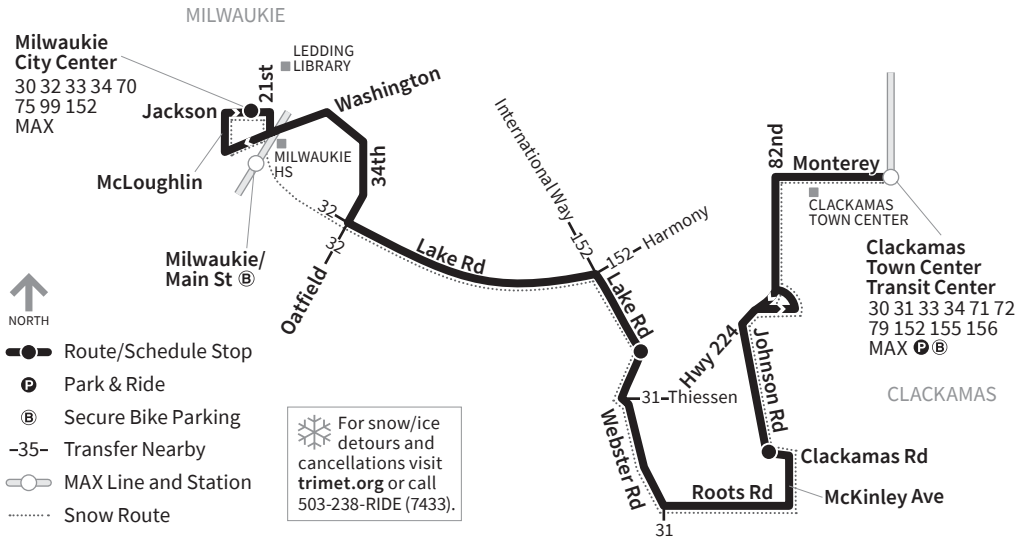 MILWAUKIE
Milwaukie
City Center
30 32 33 34 70
75 99 152
MAX
LEDDING
LIBRARY
21st
Jackson
Washington
MILWAUKIE
HS
McLoughlin
34th
32
32
Milwaukie/
Main St Ⓑ
Oatfield
Lake Rd
International Way
152
152
Harmony
Lake Rd
82nd
Monterey
CLACKAMAS
TOWN CENTER
Clackamas
Town Center
Transit Center
30 31 33 34 71 72
79 152 155 156
MAX 🅟 Ⓑ
Hwy 224
Johnson Rd
31
Thiessen
CLACKAMAS
Webster Rd
Clackamas Rd
Roots Rd
McKinley Ave
31
NORTH
Route/Schedule Stop
🅟 Park & Ride
Ⓑ Secure Bike Parking
–35– Transfer Nearby
MAX Line and Station
Snow Route
For snow/ice
detours and
cancellations visit
trimet.org or call
503-238-RIDE (7433).